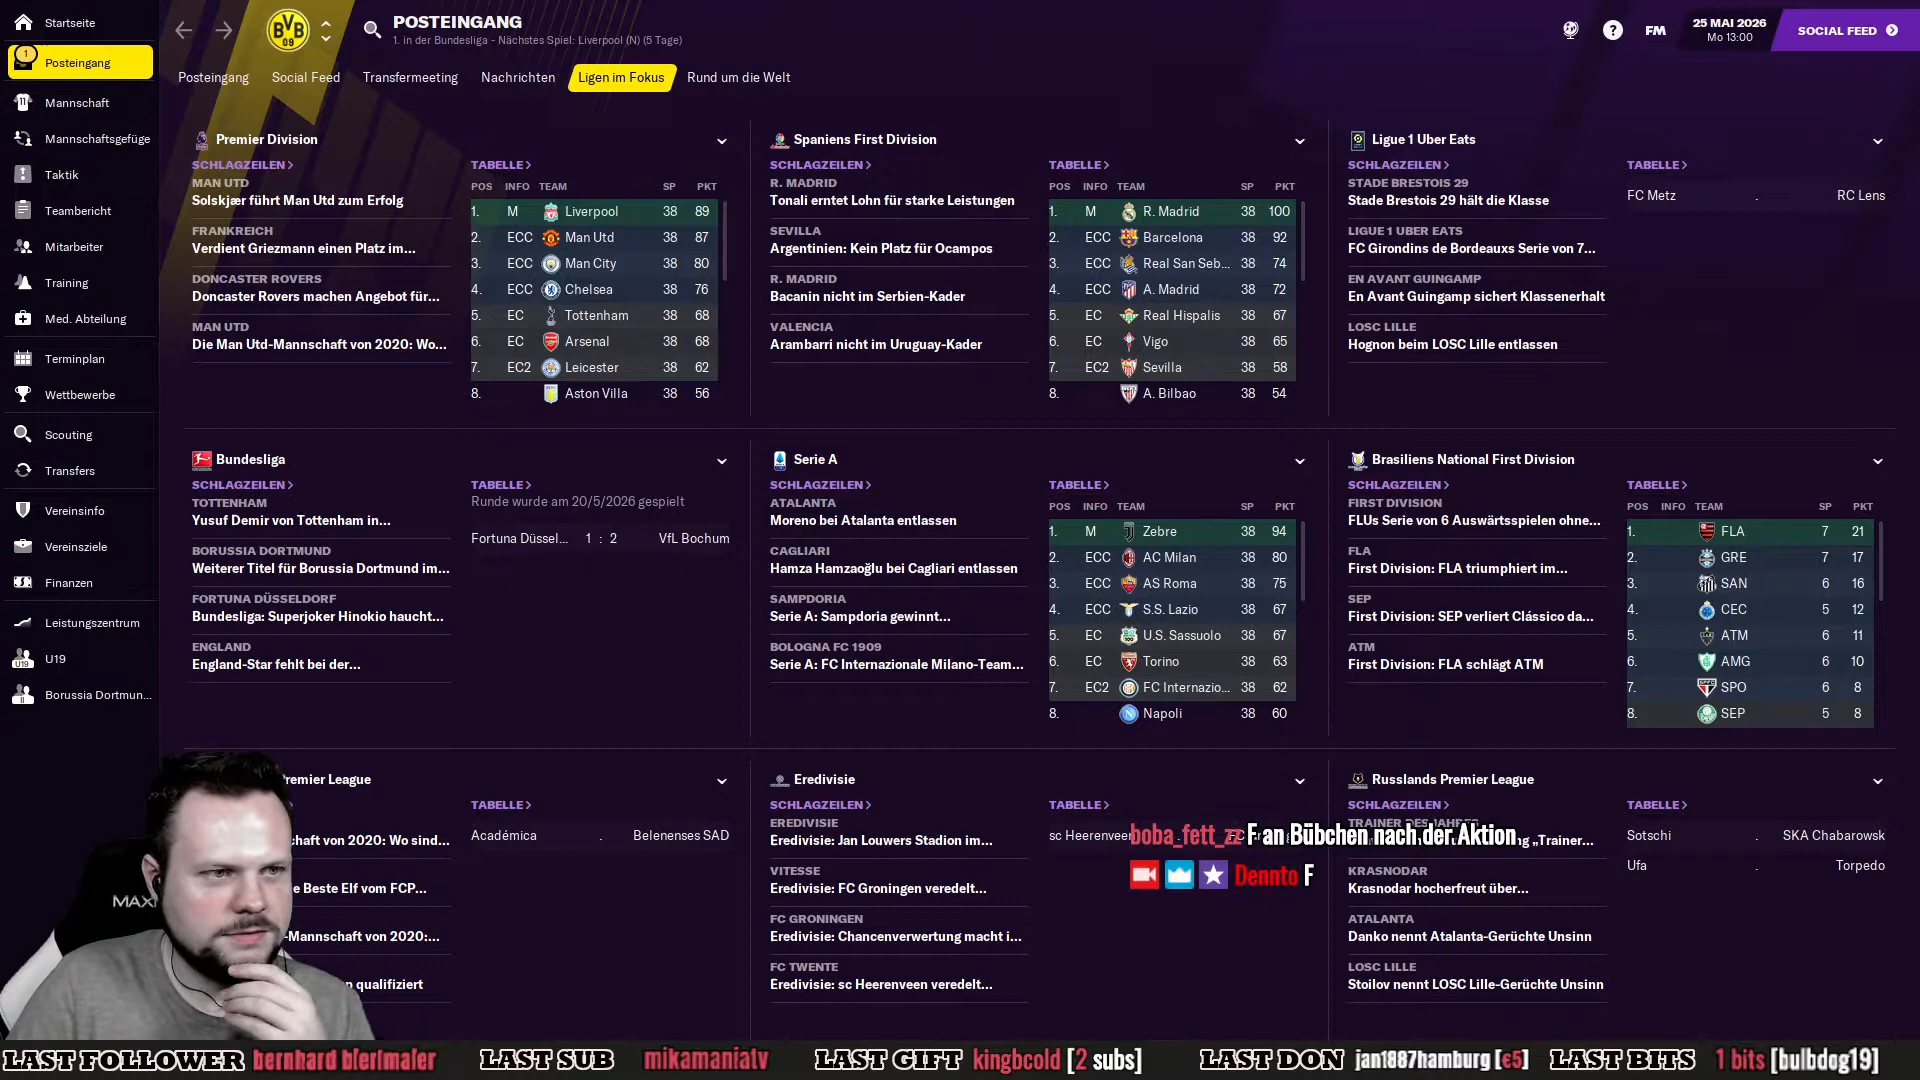 Startseite
1
Posteingang
Mannschaft
Mannschaftsgefüge
Taktik
Teambericht
Mitarbeiter
Training
Med. Abteilung
Terminplan
Wettbewerbe
Scouting
Transfers
Vereinsinfo
Vereinsziele
Finanzen
Leistungszentrum
U19
Borussia Dortmun...
POSTEINGANG
1. in der Bundesliga - Nächstes Spiel: Liverpool (N) (5 Tage)
FM
25 MAI 2026
Mo 13:00
SOCIAL FEED
Posteingang Social Feed Transfermeeting Nachrichten Ligen im Fokus Rund um die Welt
Premier Division
SCHLAGZEILEN
MAN UTD
Solskjær führt Man Utd zum Erfolg
FRANKREICH
Verdient Griezmann einen Platz im...
DONCASTER ROVERS
Doncaster Rovers machen Angebot für...
MAN UTD
Die Man Utd-Mannschaft von 2020: Wo...
TABELLE
POS INFO TEAM SP PKT
1. M Liverpool 38 89
2. ECC Man Utd 38 87
3. ECC Man City 38 80
4. ECC Chelsea 38 76
5. EC Tottenham 38 68
6. EC Arsenal 38 68
7. EC2 Leicester 38 62
8. Aston Villa 38 56
Spaniens First Division
SCHLAGZEILEN
R. MADRID
Tonali erntet Lohn für starke Leistungen
SEVILLA
Argentinien: Kein Platz für Ocampos
R. MADRID
Bacanin nicht im Serbien-Kader
VALENCIA
Arambarri nicht im Uruguay-Kader
TABELLE
POS INFO TEAM SP PKT
1. M R. Madrid 38 100
2. ECC Barcelona 38 92
3. ECC Real San Seb... 38 74
4. ECC A. Madrid 38 72
5. EC Real Hispalis 38 67
6. EC Vigo 38 65
7. EC2 Sevilla 38 58
8. A. Bilbao 38 54
Ligue 1 Uber Eats
SCHLAGZEILEN
STADE BRESTOIS 29
Stade Brestois 29 hält die Klasse
LIGUE 1 UBER EATS
FC Girondins de Bordeauxs Serie von 7...
EN AVANT GUINGAMP
En Avant Guingamp sichert Klassenerhalt
LOSC LILLE
Hognon beim LOSC Lille entlassen
TABELLE
FC Metz . RC Lens
Bundesliga
SCHLAGZEILEN
TOTTENHAM
Yusuf Demir von Tottenham in...
BORUSSIA DORTMUND
Weiterer Titel für Borussia Dortmund im...
FORTUNA DÜSSELDORF
Bundesliga: Superjoker Hinokio haucht...
ENGLAND
England-Star fehlt bei der...
TABELLE
Runde wurde am 20/5/2026 gespielt
Fortuna Düssel... 1 : 2 VfL Bochum
Serie A
SCHLAGZEILEN
ATALANTA
Moreno bei Atalanta entlassen
CAGLIARI
Hamza Hamzaoğlu bei Cagliari entlassen
SAMPDORIA
Serie A: Sampdoria gewinnt...
BOLOGNA FC 1909
Serie A: FC Internazionale Milano-Team...
TABELLE
POS INFO TEAM SP PKT
1. M Zebre 38 94
2. ECC AC Milan 38 80
3. ECC AS Roma 38 75
4. ECC S.S. Lazio 38 67
5. EC U.S. Sassuolo 38 67
6. EC Torino 38 63
7. EC2 FC Internazio... 38 62
8. Napoli 38 60
Brasiliens National First Division
SCHLAGZEILEN
FIRST DIVISION
FLUs Serie von 6 Auswärtsspielen ohne...
FLA
First Division: FLA triumphiert im...
SEP
First Division: SEP verliert Clássico da...
ATM
First Division: FLA schlägt ATM
TABELLE
POS INFO TEAM SP PKT
1. FLA 7 21
2. GRE 7 17
3. SAN 6 16
4. CEC 5 12
5. ATM 6 11
6. AMG 6 10
7. SPO 6 8
8. SEP 5 8
Premier League
schaft von 2020: Wo sind...
e Beste Elf vom FCP...
-Mannschaft von 2020:...
qualifiziert
TABELLE
Académica . Belenenses SAD
Eredivisie
SCHLAGZEILEN
EREDIVISIE
Eredivisie: Jan Louwers Stadion im...
VITESSE
Eredivisie: FC Groningen veredelt...
FC GRONINGEN
Eredivisie: Chancenverwertung macht i...
FC TWENTE
Eredivisie: sc Heerenveen veredelt...
TABELLE
sc Heerenveen
boba_fett_zz F an Bübchen nach der Aktion
Dennto F
Russlands Premier League
SCHLAGZEILEN
TRAINER DES JAHRES
„Trainer...
KRASNODAR
Krasnodar hocherfreut über...
ATALANTA
Danko nennt Atalanta-Gerüchte Unsinn
LOSC LILLE
Stoilov nennt LOSC Lille-Gerüchte Unsinn
TABELLE
Sotschi . SKA Chabarowsk
Ufa . Torpedo
MAX
LAST FOLLOWER bernhard bierlmaier LAST SUB mikamaniatv LAST GIFT kingbcold [2 subs] LAST DON jan1887hamburg [€5] LAST BITS 1 bits [bulbdog19]